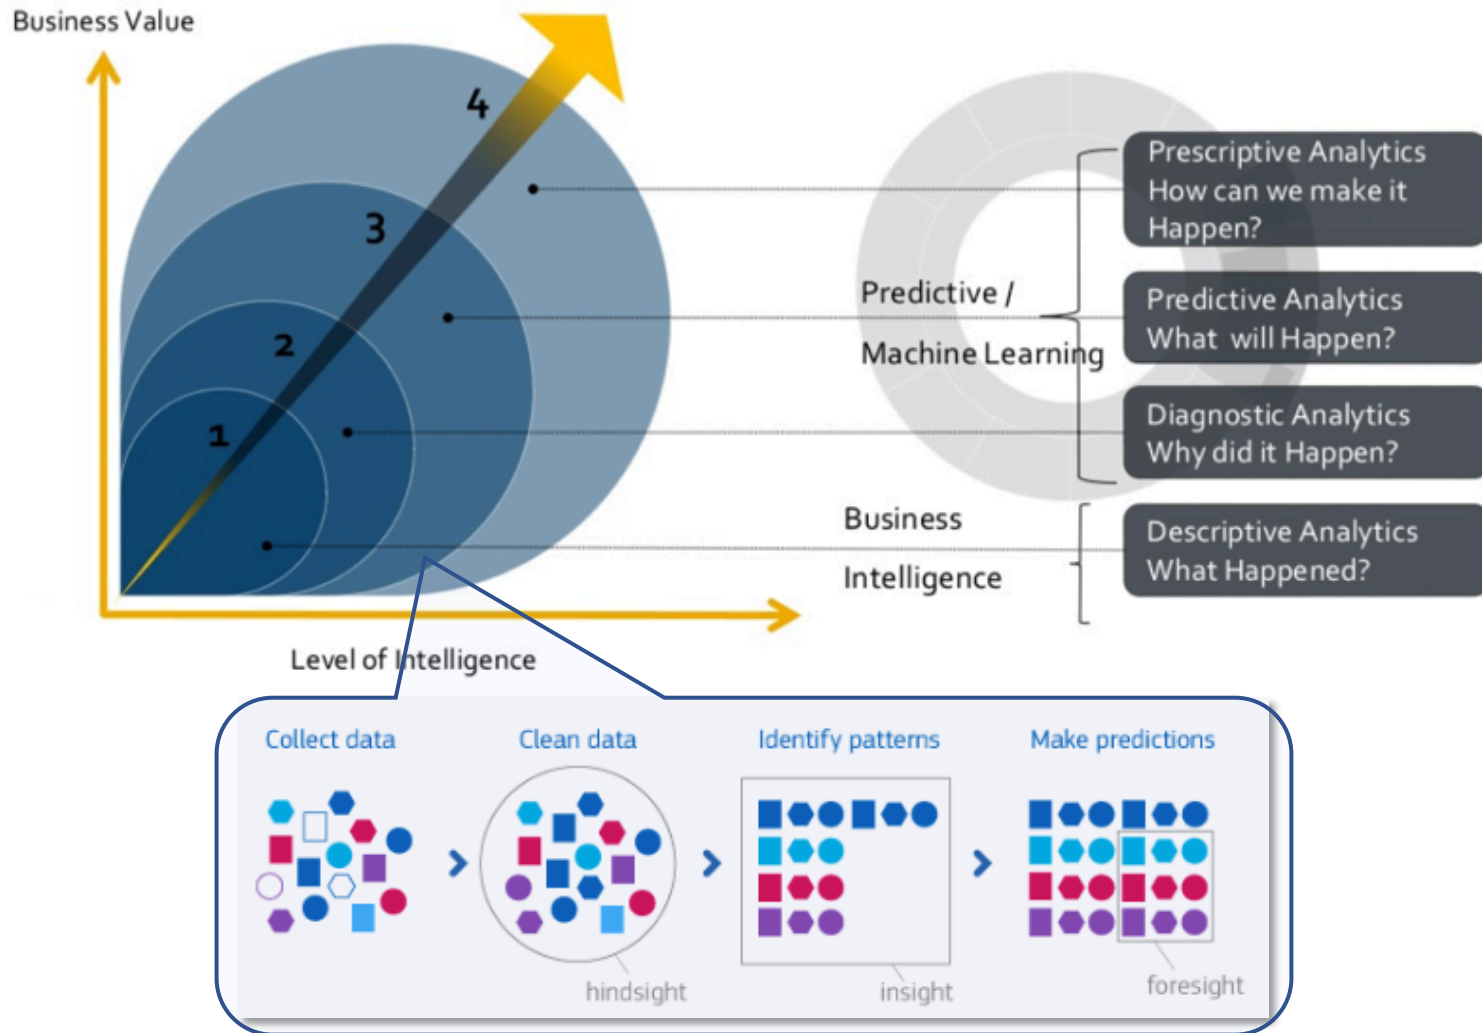 Business Value
4
3
2
1
Level of Intelligence
Predictive /
Machine Learning
Business
Intelligence
Prescriptive Analytics
How can we make it
Happen?
Predictive Analytics
What will Happen?
Diagnostic Analytics
Why did it Happen?
Descriptive Analytics
What Happened?
Collect data
Clean data
Identify patterns
Make predictions
hindsight
insight
foresight